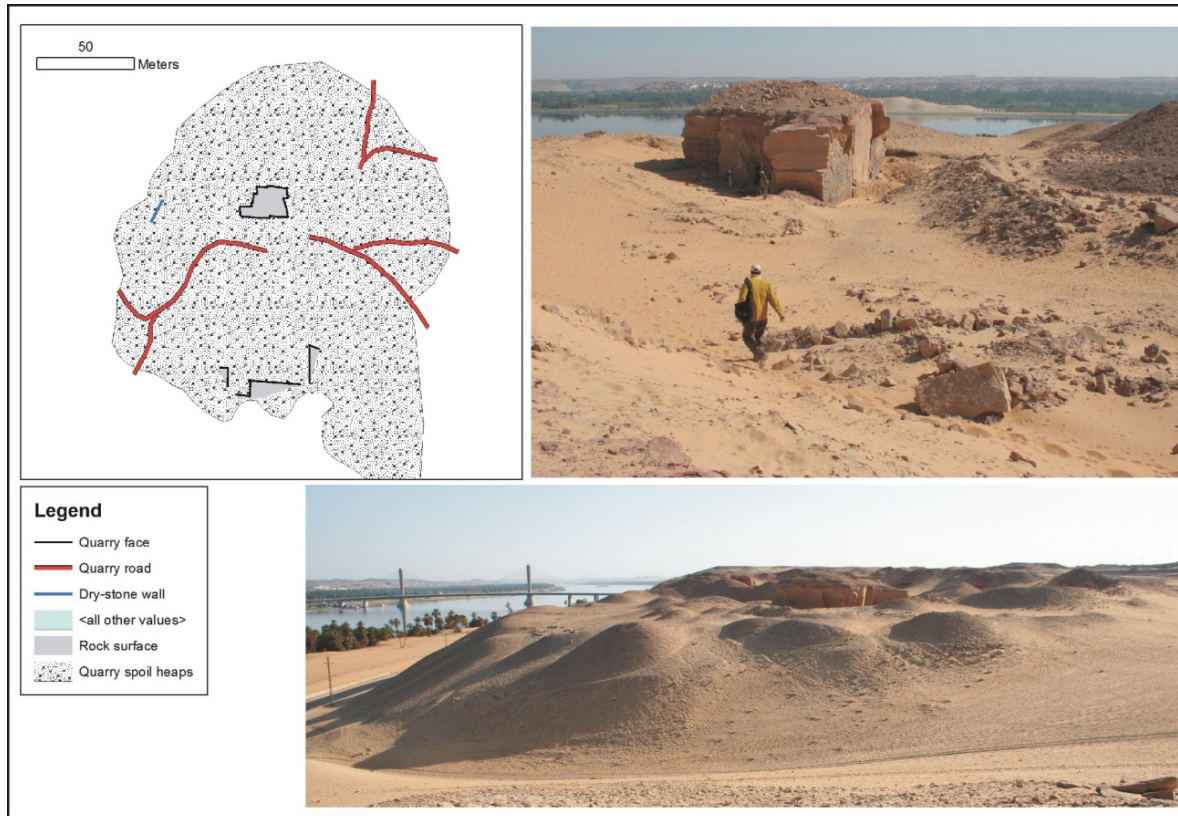 50
Meters
Legend
Quarry face
Quarry road
Dry-stone wall
<all other values>
Rock surface
Quarry spoil heaps